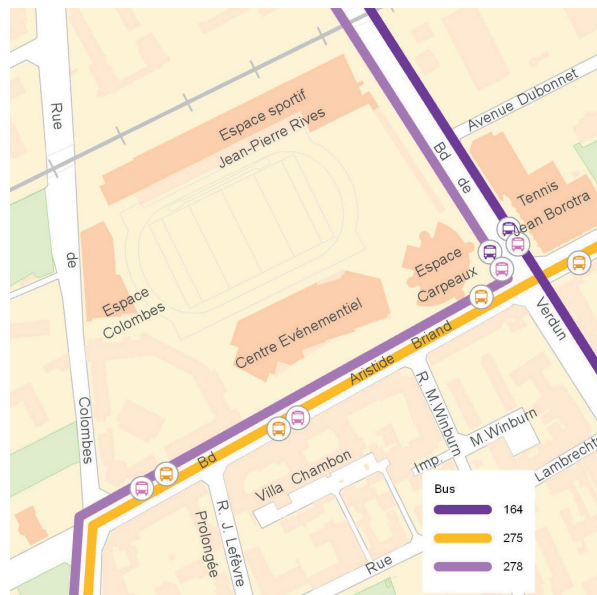 Rue
de
Colombes
Espace sportif
Jean-Pierre Rives
Avenue Dubonnet
Bd de
Verdun
Tennis
Jean Borotra
Espace
Carpeaux
Espace
Colombes
Centre Evénementiel
Bd Aristide Briand
R. M.Winburn
Imp. M.Winburn
Villa Chambon
R. J. Lefèvre
Prolongée
Rue Lambrechts
Bus
164
275
278